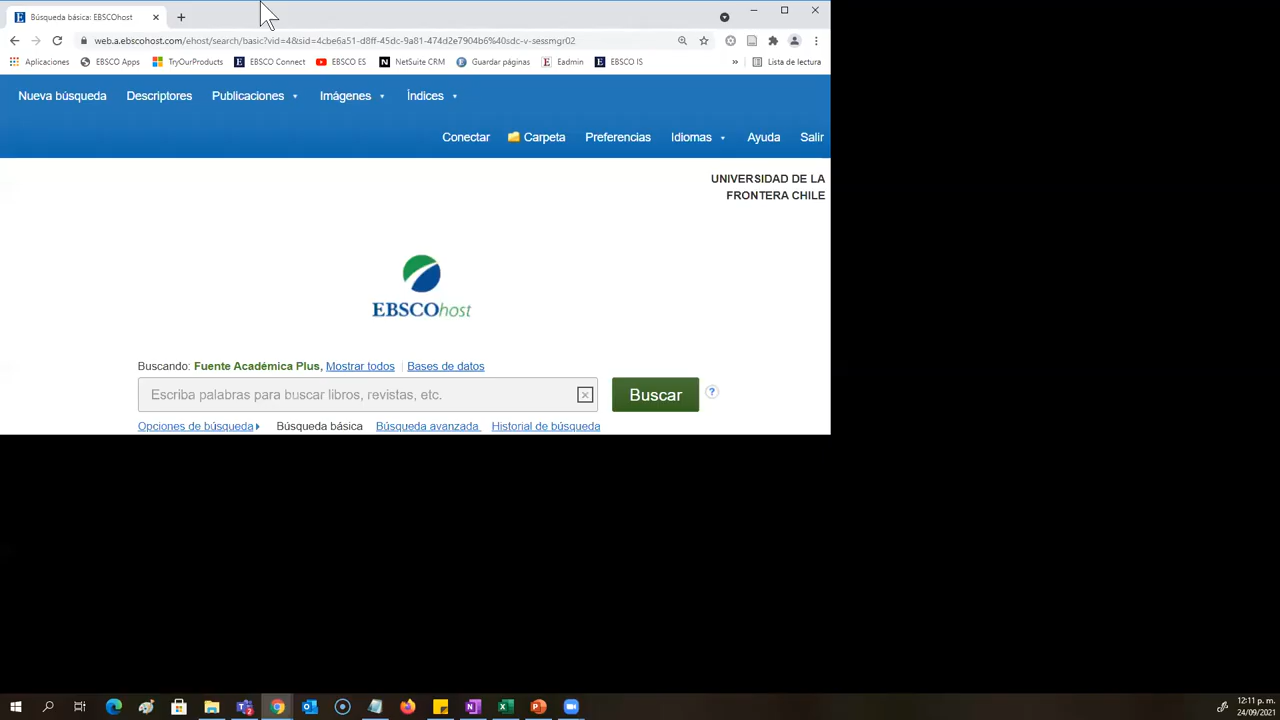 Búsqueda básica: EBSCOhost
web.a.ebscohost.com/ehost/search/basic?vid=4&sid=4cbe6a51-d8ff-45dc-9a81-474d2e7904b6%40sdc-v-sessmgr02
Aplicaciones EBSCO Apps TryOurProducts EBSCO Connect EBSCO ES NetSuite CRM Guardar páginas Eadmin EBSCO IS » Lista de lectura
Nueva búsqueda Descriptores Publicaciones Imágenes Índices
Conectar Carpeta Preferencias Idiomas Ayuda Salir
UNIVERSIDAD DE LA
FRONTERA CHILE
EBSCOhost
Buscando: Fuente Académica Plus, Mostrar todos Bases de datos
Escriba palabras para buscar libros, revistas, etc. Buscar ?
Opciones de búsqueda Búsqueda básica Búsqueda avanzada Historial de búsqueda
12:11 p. m.
24/09/2021